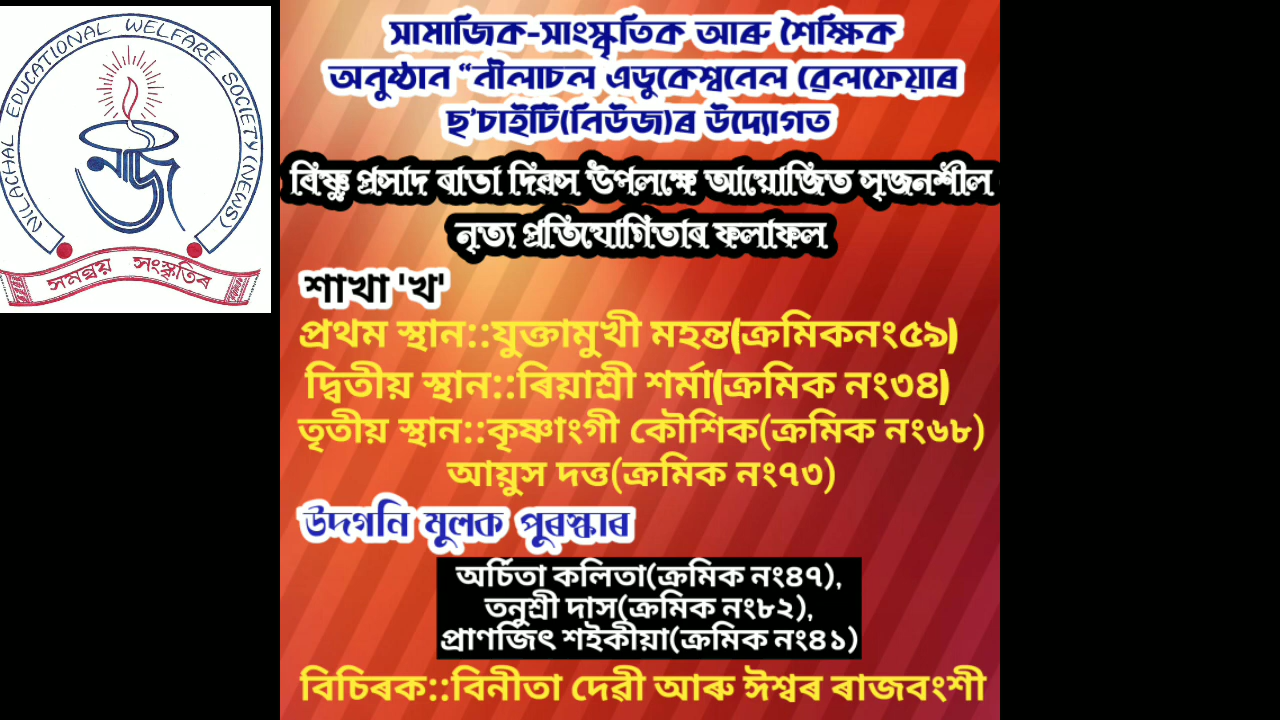 NILACHAL EDUCATIONAL WELFARE SOCIETY(NEWS)
সমন্বয় সংস্কৃতিৰ
সামাজিক-সাংস্কৃতিক আৰু শৈক্ষিক
অনুষ্ঠান “নীলাচল এডুকেশ্বনেল ৱেলফেয়াৰ
ছ’চাইটি(নিউজ)ৰ উদ্যোগত
বিষ্ণু প্ৰসাদ ৰাভা দিৱস উপলক্ষে আয়োজিত সৃজনশীল
নৃত্য প্ৰতিযোগিতাৰ ফলাফল
শাখা 'খ'
প্ৰথম স্থান::যুক্তামুখী মহন্ত(ক্ৰমিকনং৫৯)
দ্বিতীয় স্থান::ৰিয়াশ্ৰী শৰ্মা(ক্ৰমিক নং৩৪)
তৃতীয় স্থান::কৃষ্ণাংগী কৌশিক(ক্ৰমিক নং৬৮)
আয়ুস দত্ত(ক্ৰমিক নং৭৩)
উদগনি মূলক পুৰস্কাৰ
অৰ্চিতা কলিতা(ক্ৰমিক নং৪৭),
তনুশ্ৰী দাস(ক্ৰমিক নং৮২),
প্ৰাণজিৎ শইকীয়া(ক্ৰমিক নং৪১)
বিচিৰক::বিনীতা দেৱী আৰু ঈশ্বৰ ৰাজবংশী